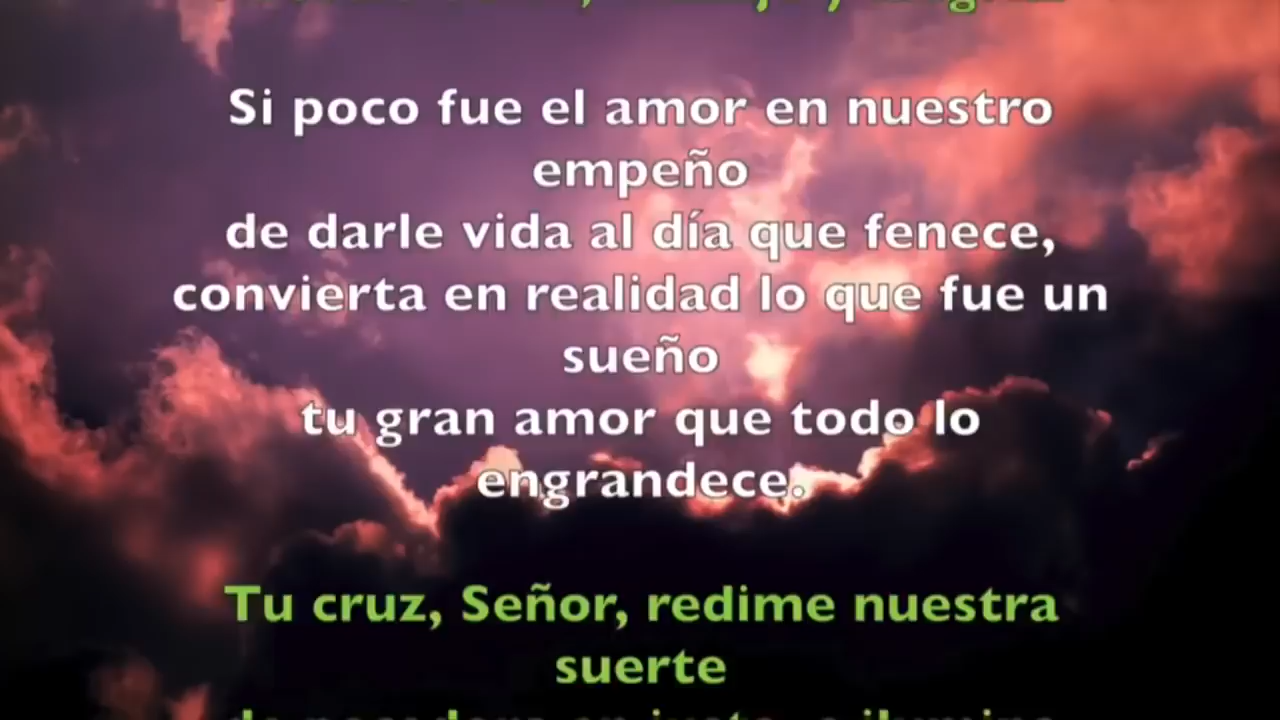 Si poco fue el amor en nuestro
empeño
de darle vida al día que fenece,
convierta en realidad lo que fue un
sueño
tu gran amor que todo lo
engrandece.
Tu cruz, Señor, redime nuestra
suerte